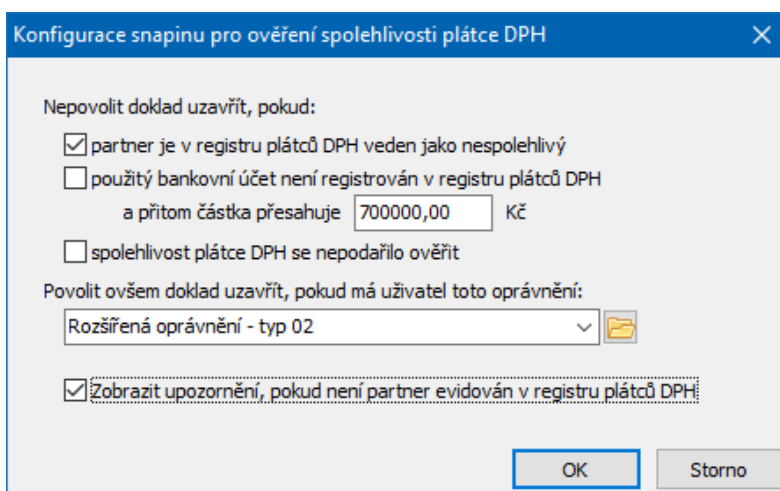 Konfigurace snapinu pro ověření spolehlivosti plátce DPH
Nepovolit doklad uzavřít, pokud:
partner je v registru plátců DPH veden jako nespolehlivý
použitý bankovní účet není registrován v registru plátců DPH
a přitom částka přesahuje 700000,00 Kč
spolehlivost plátce DPH se nepodařilo ověřit
Povolit ovšem doklad uzavřít, pokud má uživatel toto oprávnění:
Rozšířená oprávnění - typ 02
Zobrazit upozornění, pokud není partner evidován v registru plátců DPH
OK Storno